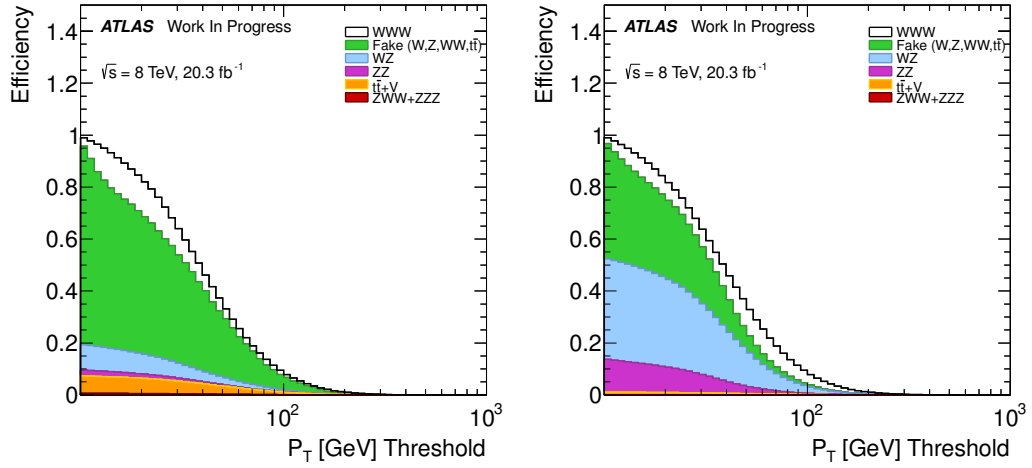 Efficiency
1.4
1.2
1
0.8
0.6
0.4
0.2
0
ATLAS Work In Progress
√s = 8 TeV, 20.3 fb⁻¹
WWW
Fake (W,Z,WW,tt̄)
WZ
ZZ
tt̄+V
ZWW+ZZZ
10² 10³
P_T [GeV] Threshold
Efficiency
1.4
1.2
1
0.8
0.6
0.4
0.2
0
ATLAS Work In Progress
√s = 8 TeV, 20.3 fb⁻¹
WWW
Fake (W,Z,WW,tt̄)
WZ
ZZ
tt̄+V
ZWW+ZZZ
10² 10³
P_T [GeV] Threshold